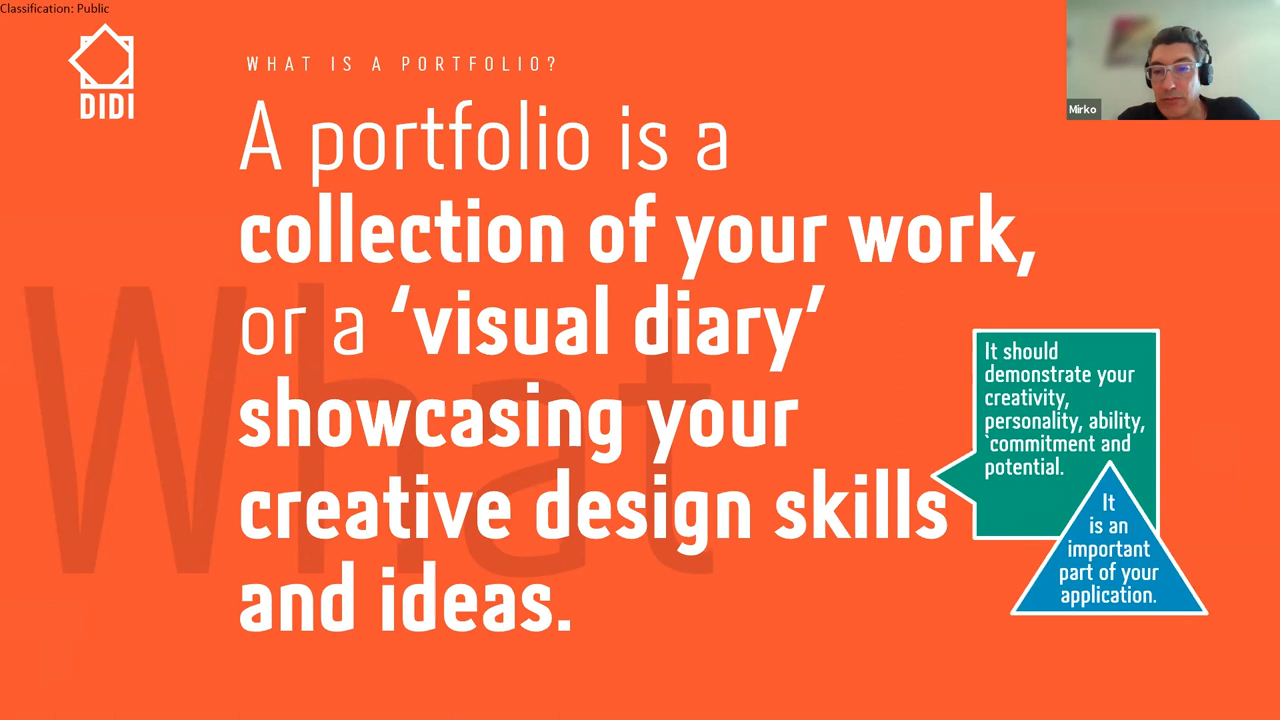 Classification: Public
DIDI
WHAT IS A PORTFOLIO?
Mirko
A portfolio is a
collection of your work,
or a ‘visual diary’
showcasing your
creative design skills
and ideas.
What
It should
demonstrate your
creativity,
personality, ability,
`commitment and
potential.
It
is an
important
part of your
application.